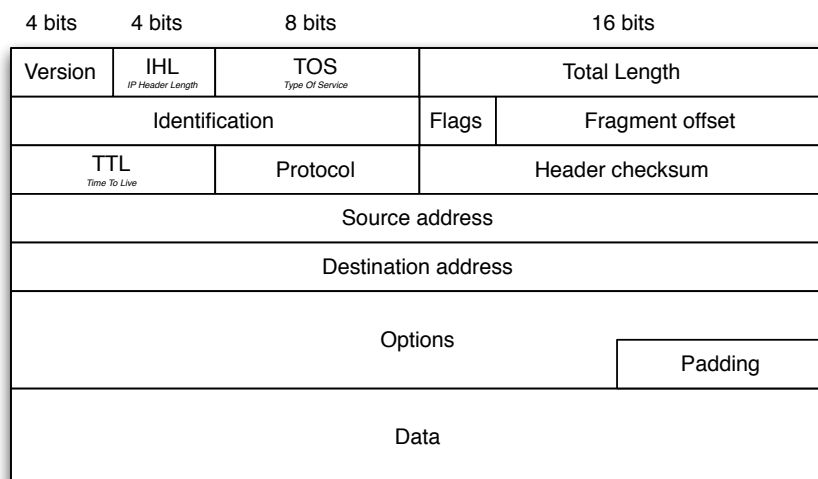 4 bits 4 bits 8 bits 16 bits
Version IHL TOS Total Length
IP Header Length Type Of Service
Identification Flags Fragment offset
TTL Protocol Header checksum
Time To Live
Source address
Destination address
Options
Padding
Data